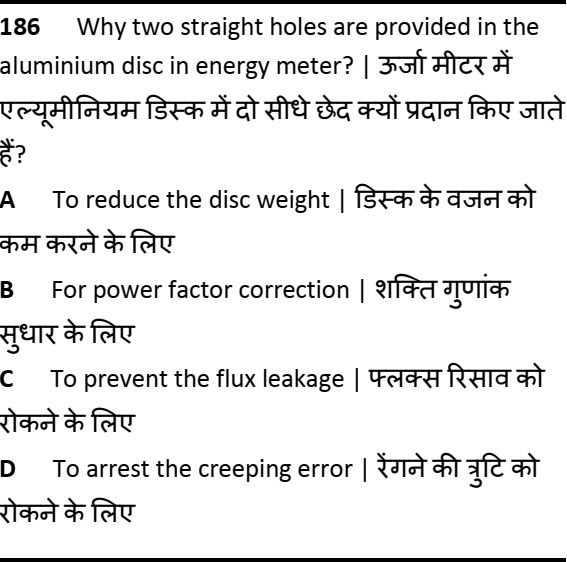 186 Why two straight holes are provided in the
aluminium disc in energy meter? | ऊर्जा मीटर में
एल्यूमीनियम डिस्क में दो सीधे छेद क्यों प्रदान किए जाते
हैं?
A To reduce the disc weight | डिस्क के वजन को
कम करने के लिए
B For power factor correction | शक्ति गुणांक
सुधार के लिए
C To prevent the flux leakage | फ्लक्स रिसाव को
रोकने के लिए
D To arrest the creeping error | रेंगने की त्रुटि को
रोकने के लिए